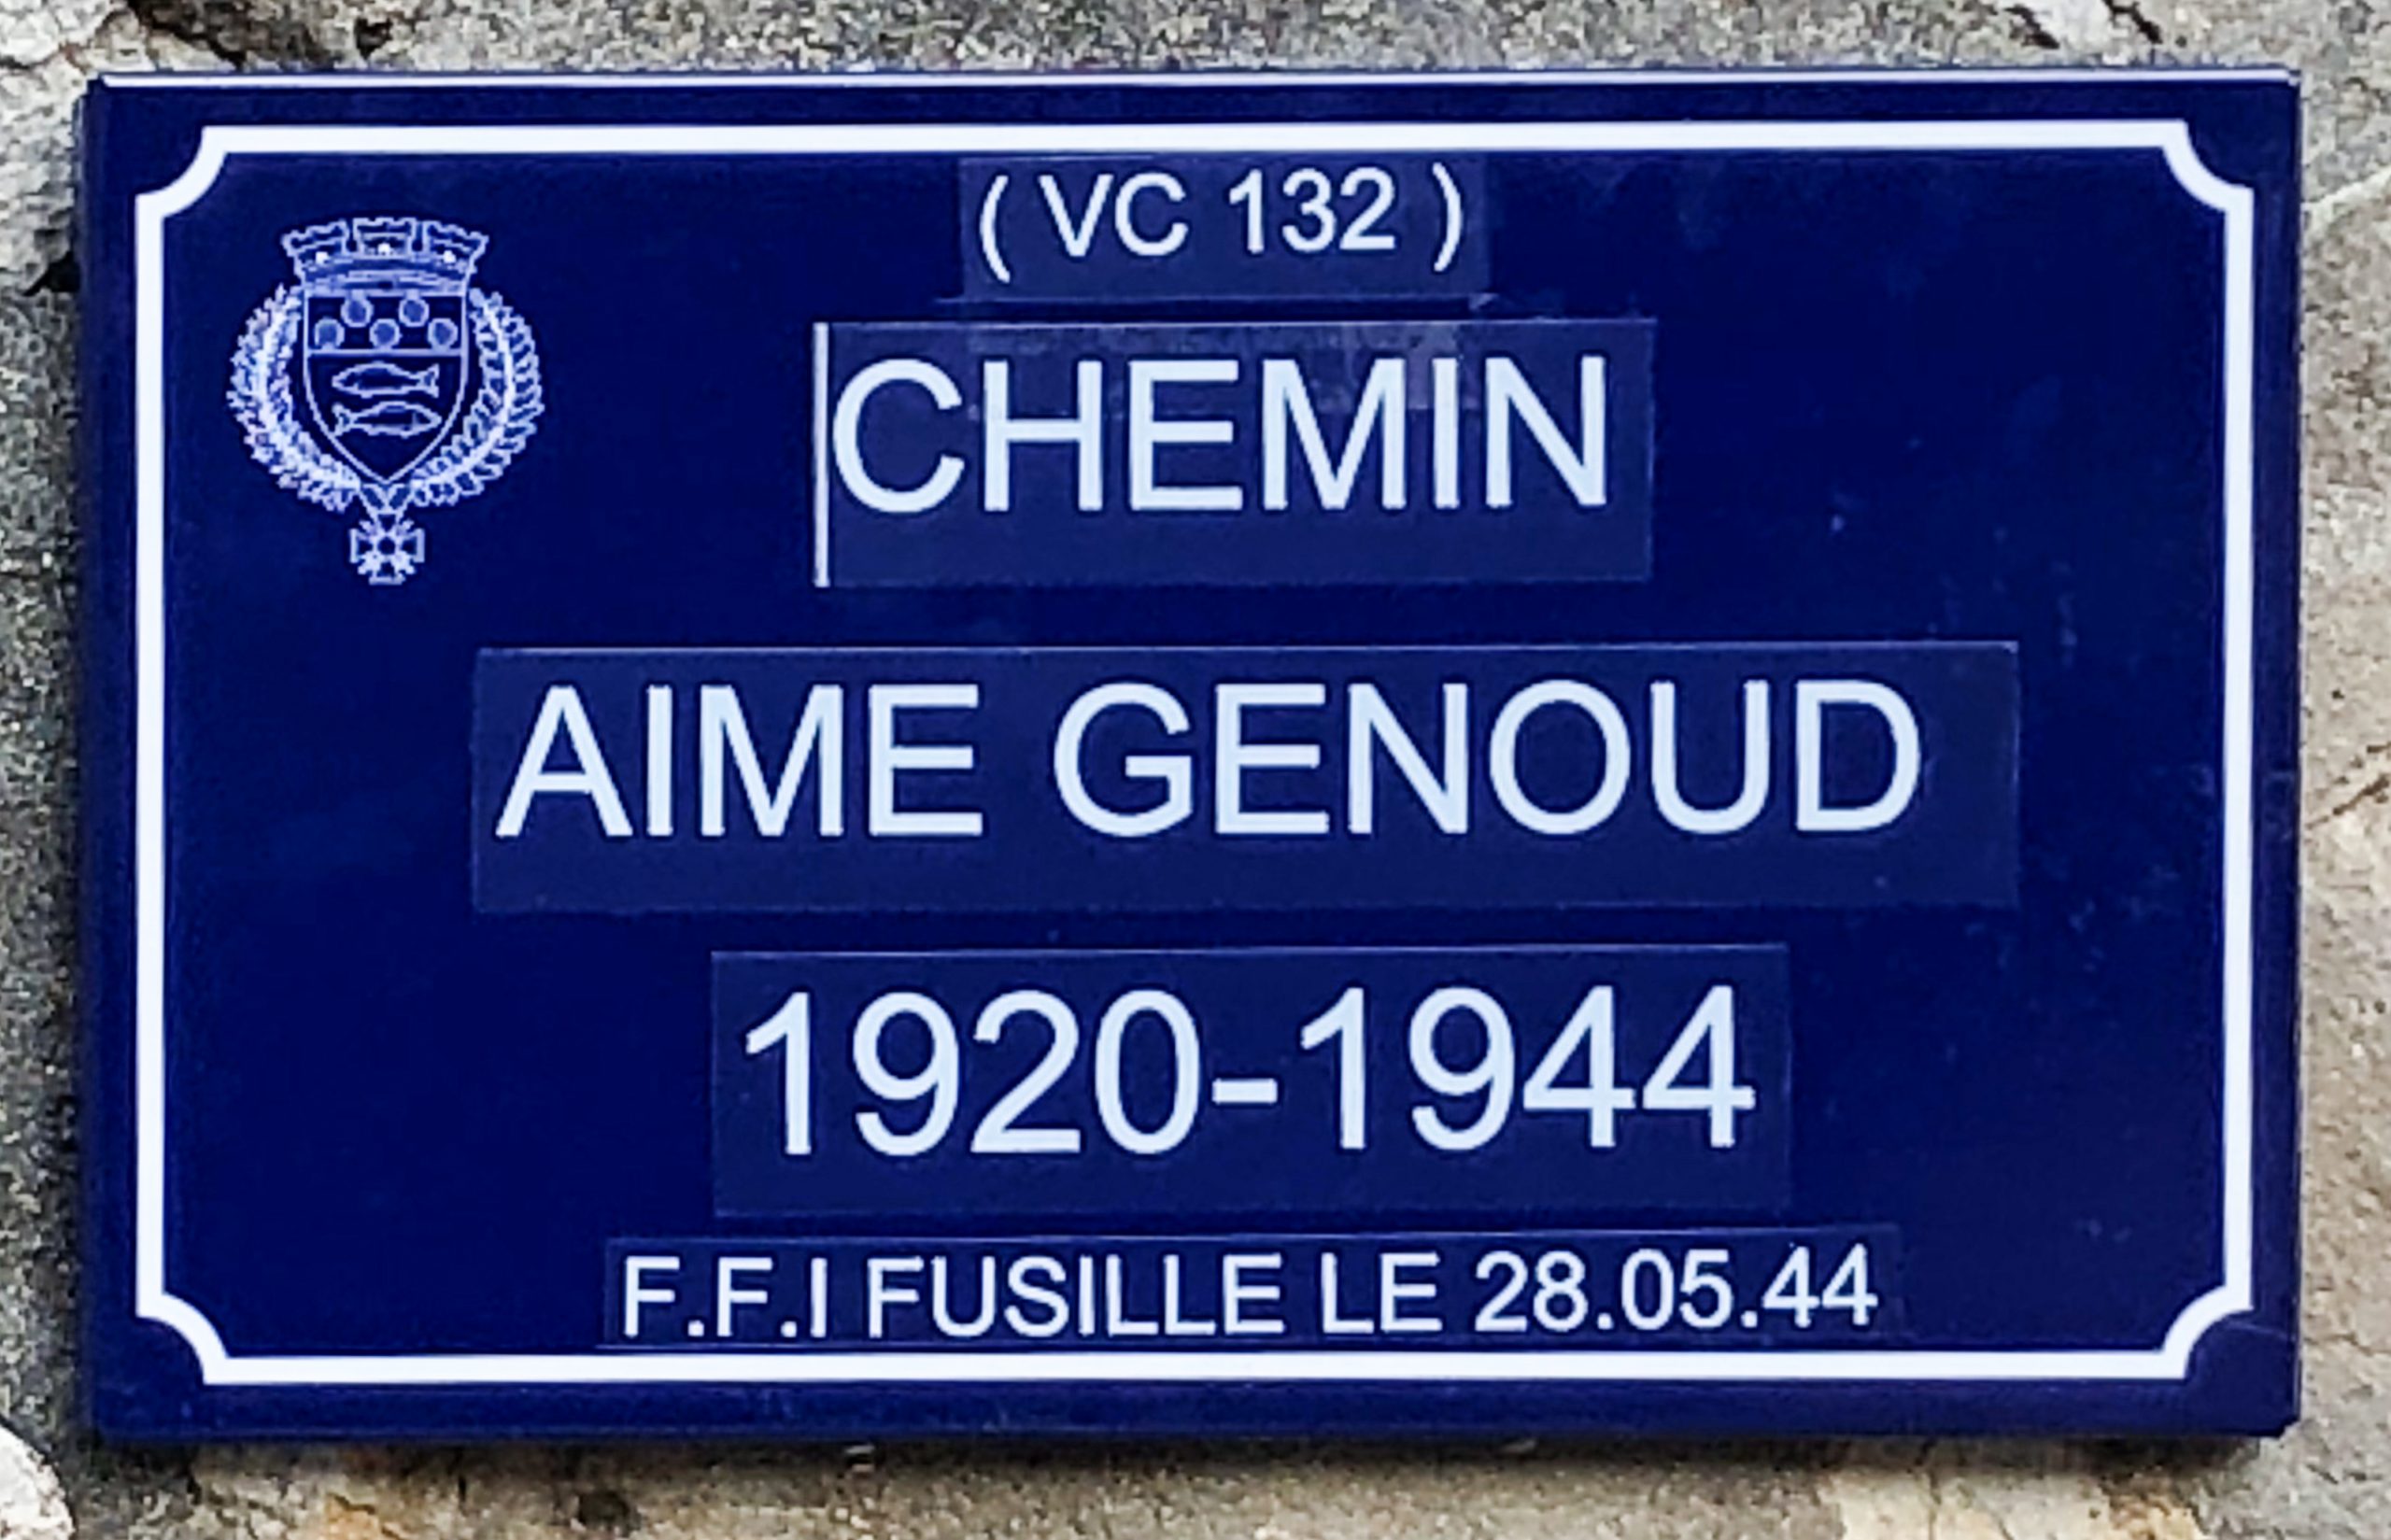 ( VC 132 )
CHEMIN
AIME GENOUD
1920-1944
F.F.I FUSILLE LE 28.05.44